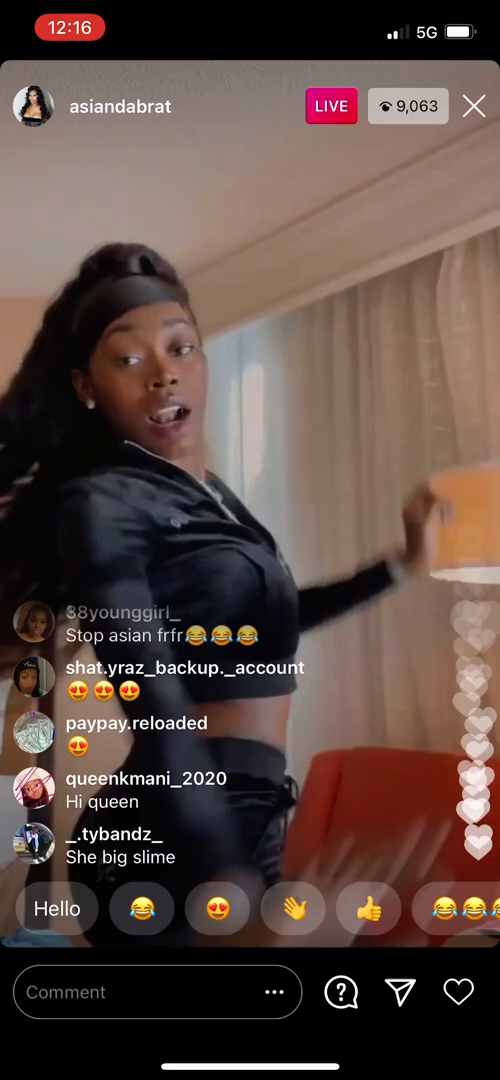 12:16
5G
asiandabrat
LIVE
9,063
38younggirl_
Stop asian frfr😂😂😂
shat.yraz_backup._account
😍😍😍
paypay.reloaded
😍
queenkmani_2020
Hi queen
_.tybandz_
She big slime
Hello 😂 😍 👋 👍 😂😂😂
Comment